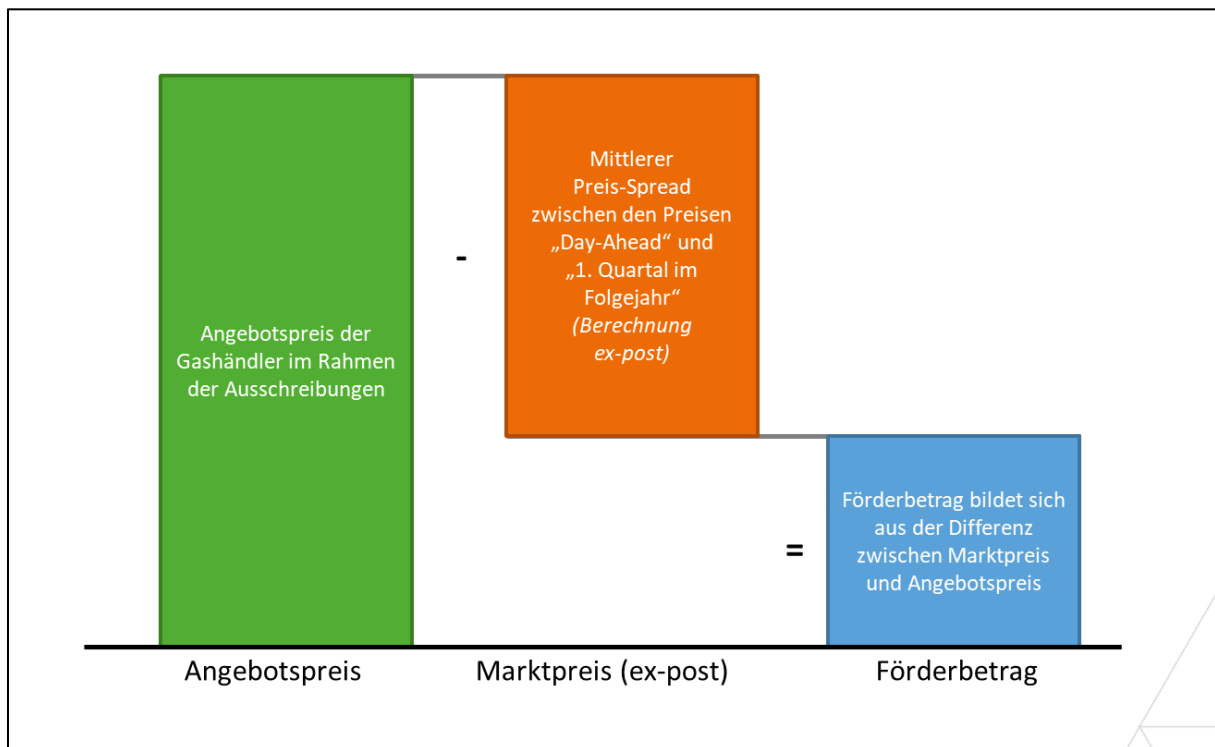 Mittlerer
Preis-Spread
zwischen den Preisen
„Day-Ahead“ und
„1. Quartal im
Folgejahr“
(Berechnung
ex-post)
-
Angebotspreis der
Gashändler im Rahmen
der Ausschreibungen
Förderbetrag bildet sich
aus der Differenz
zwischen Marktpreis
und Angebotspreis
=
Angebotspreis
Marktpreis (ex-post)
Förderbetrag